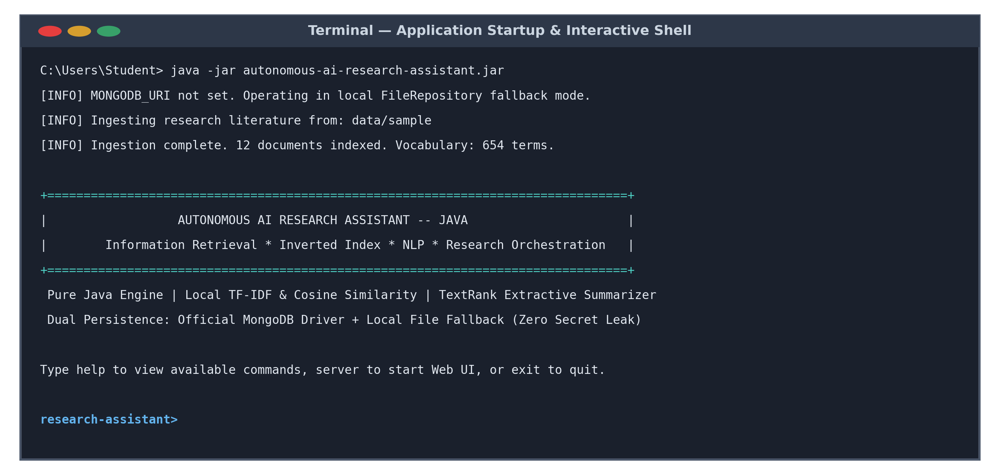 Terminal — Application Startup & Interactive Shell
C:\Users\Student> java -jar autonomous-ai-research-assistant.jar
[INFO] MONGODB_URI not set. Operating in local FileRepository fallback mode.
[INFO] Ingesting research literature from: data/sample
[INFO] Ingestion complete. 12 documents indexed. Vocabulary: 654 terms.
+================================================================================+
|                  AUTONOMOUS AI RESEARCH ASSISTANT -- JAVA                      |
|        Information Retrieval * Inverted Index * NLP * Research Orchestration   |
+================================================================================+
 Pure Java Engine | Local TF-IDF & Cosine Similarity | TextRank Extractive Summarizer
 Dual Persistence: Official MongoDB Driver + Local File Fallback (Zero Secret Leak)
Type help to view available commands, server to start Web UI, or exit to quit.
research-assistant>